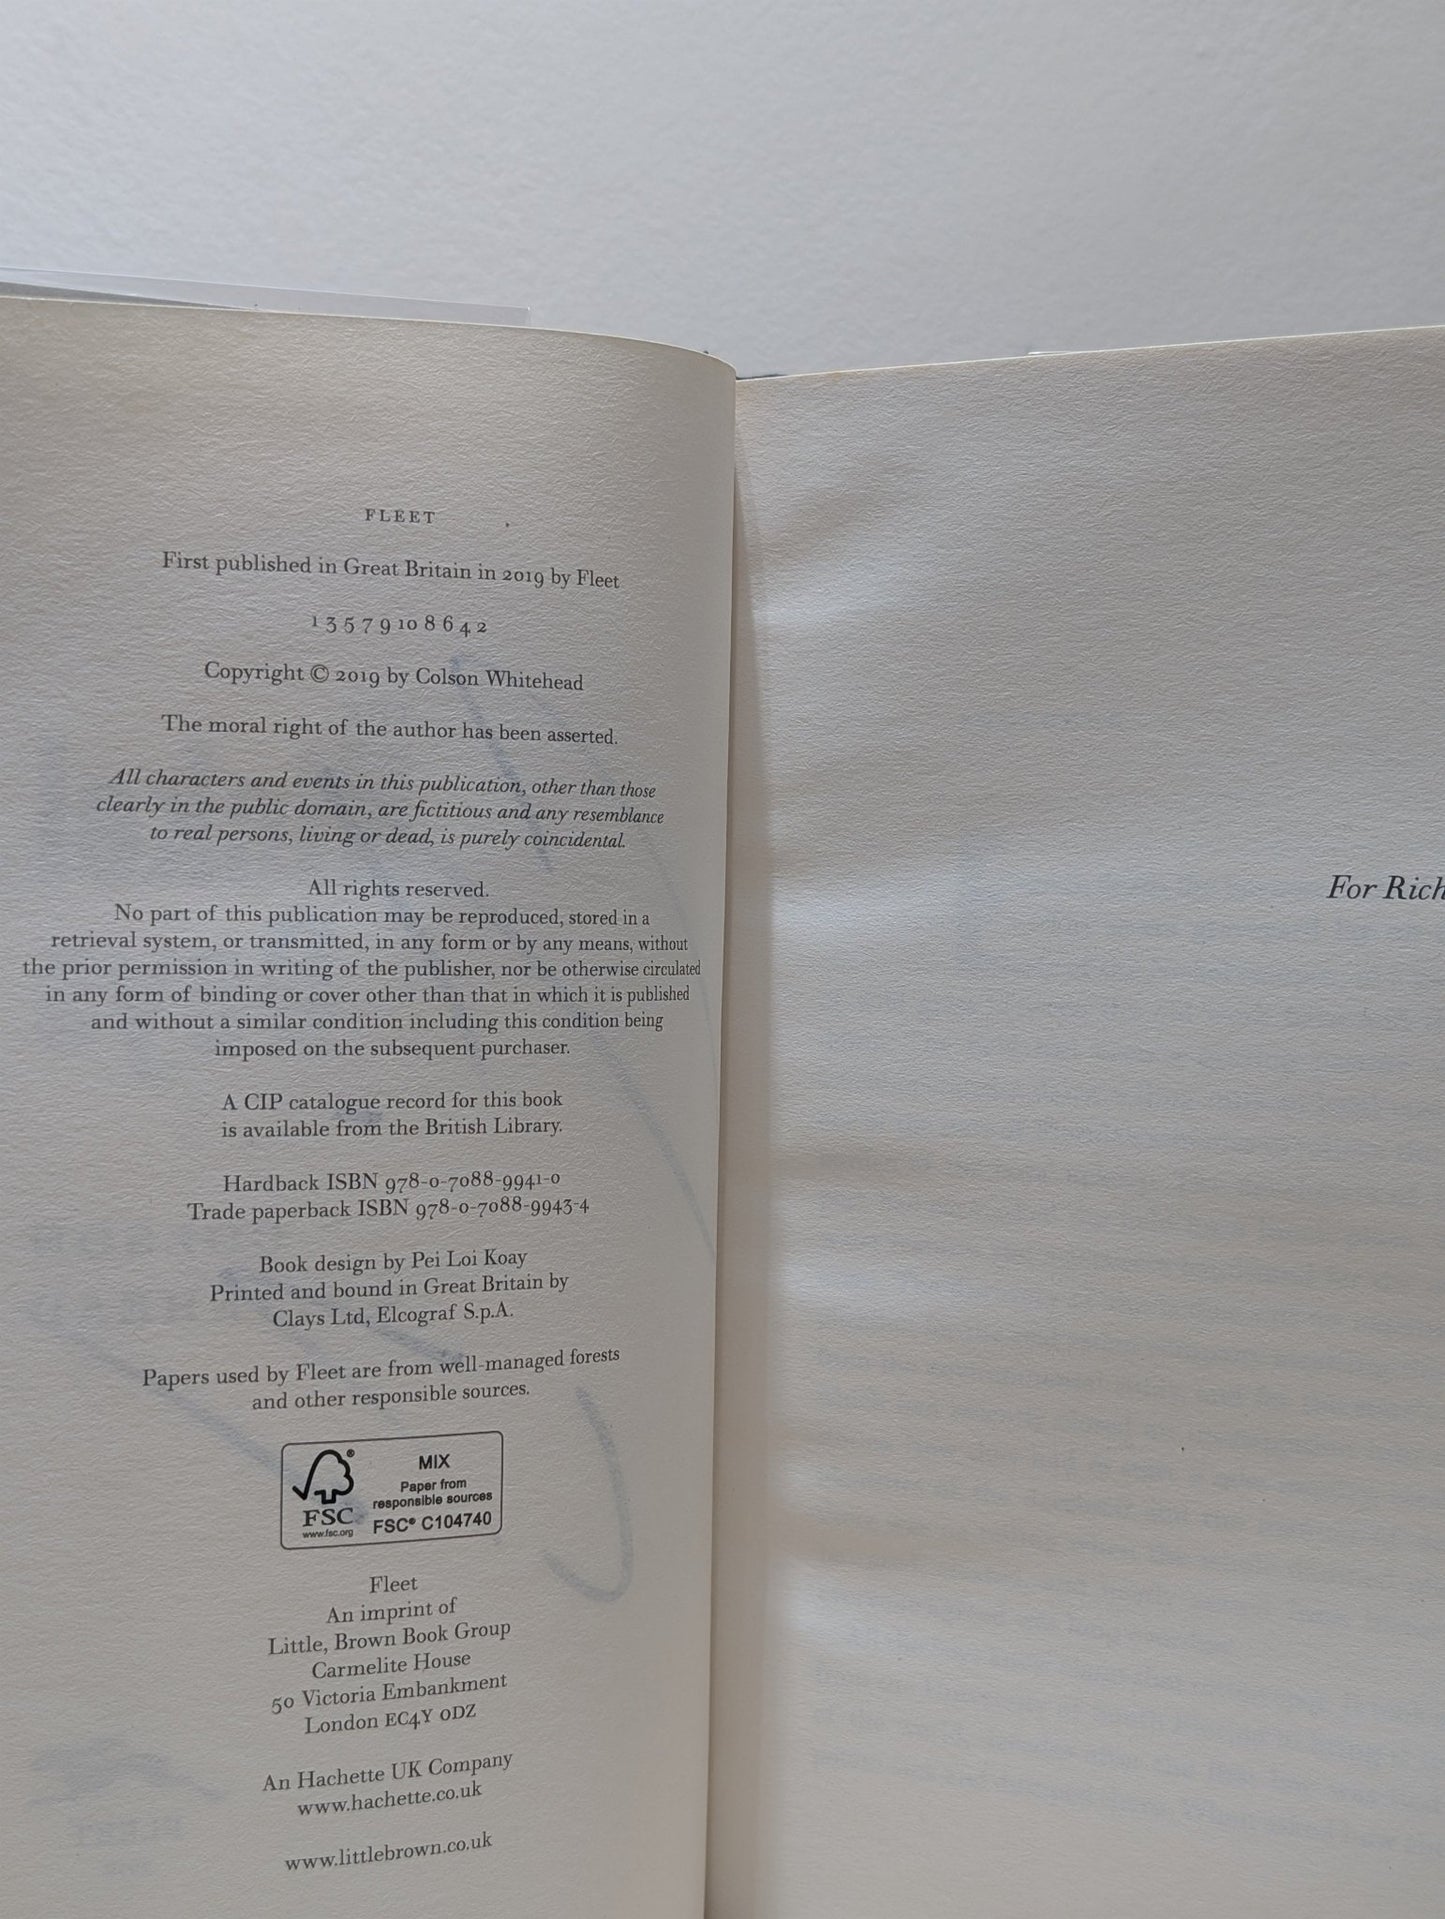 FLEET
First published in Great Britain in 2019 by Fleet
1 3 5 7 9 10 8 6 4 2
Copyright © 2019 by Colson Whitehead
The moral right of the author has been asserted.
All characters and events in this publication, other than those
clearly in the public domain, are fictitious and any resemblance
to real persons, living or dead, is purely coincidental.
All rights reserved.
No part of this publication may be reproduced, stored in a
retrieval system, or transmitted, in any form or by any means, without
the prior permission in writing of the publisher, nor be otherwise circulated
in any form of binding or cover other than that in which it is published
and without a similar condition including this condition being
imposed on the subsequent purchaser.
A CIP catalogue record for this book
is available from the British Library.
Hardback ISBN 978-0-7088-9941-0
Trade paperback ISBN 978-0-7088-9943-4
Book design by Pei Loi Koay
Printed and bound in Great Britain by
Clays Ltd, Elcograf S.p.A.
Papers used by Fleet are from well-managed forests
and other responsible sources.
FSC®
www.fsc.org
MIX
Paper from
responsible sources
FSC® C104740
Fleet
An imprint of
Little, Brown Book Group
Carmelite House
50 Victoria Embankment
London EC4Y 0DZ
An Hachette UK Company
www.hachette.co.uk
www.littlebrown.co.uk
For Rich